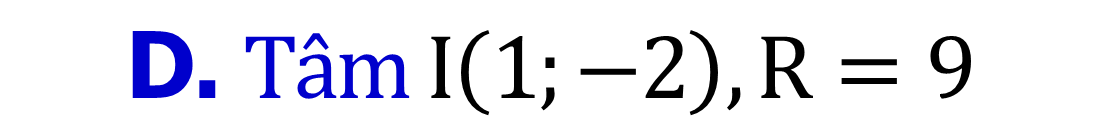 D. Tâm I(1; −2), R = 9